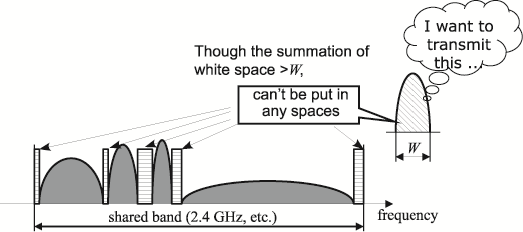 I want to
transmit
this ...
Though the summation of
white space >W,
can't be put in
any spaces
W
shared band (2.4 GHz, etc.)
frequency